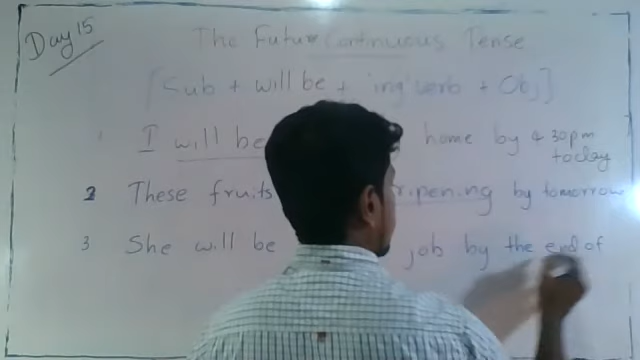 Day 15
The Future Continuous Tense
[Sub + will be + 'ing' verb + Obj]
1 I will be home by 4 30pm
today
2 These fruits ripening by tomorrow
3 She will be job by the end of